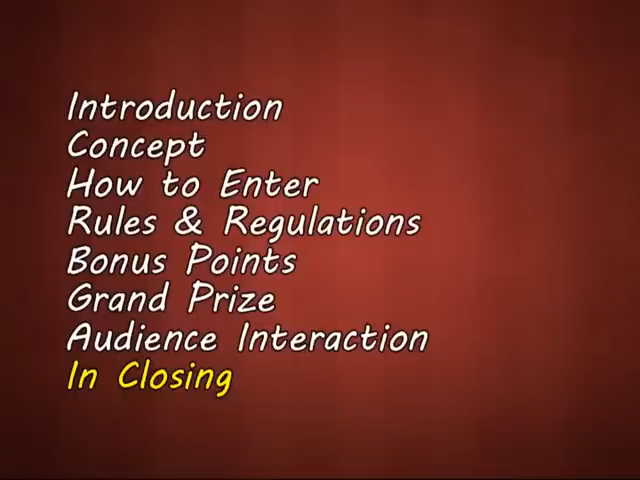 Introduction
Concept
How to Enter
Rules & Regulations
Bonus Points
Grand Prize
Audience Interaction
In Closing